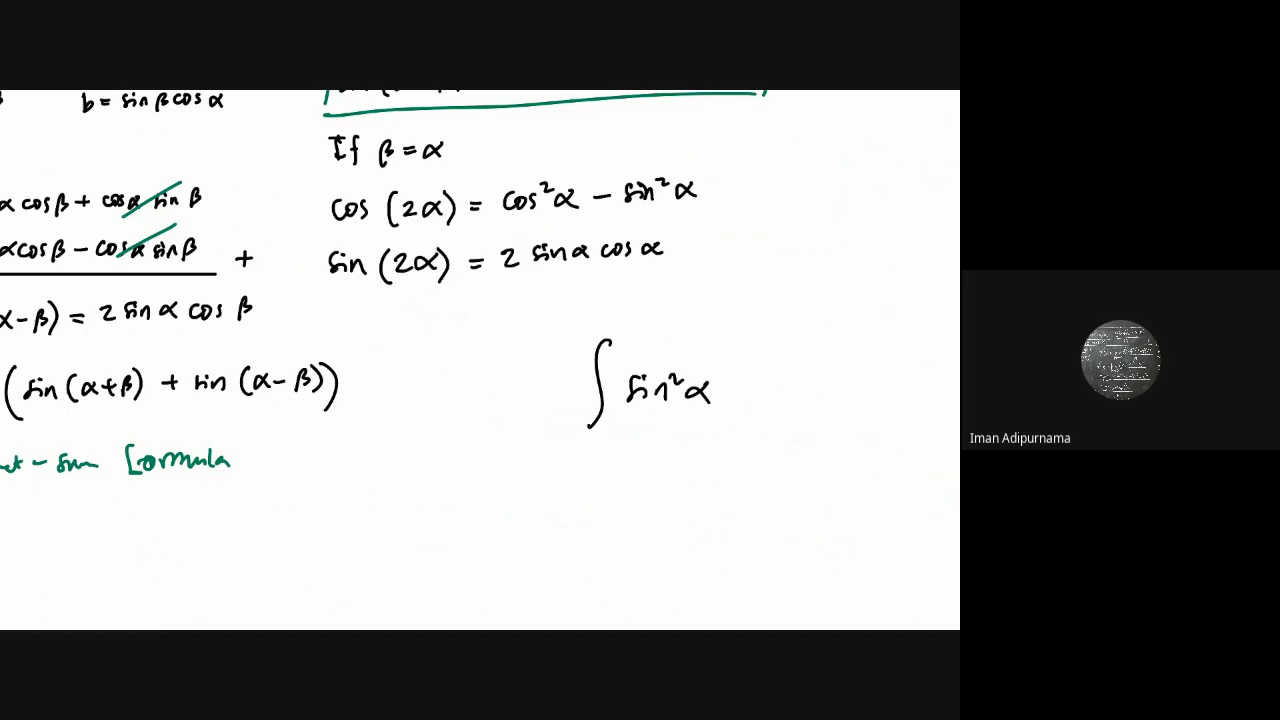 b = sin β cos α
α cos β + cos α sin β
α cos β − cos α sin β +
α − β) = 2 sin α cos β
(sin (α+β) + sin (α−β))
sum formula
If β = α
cos (2α) = cos²α − sin²α
sin (2α) = 2 sin α cos α
∫ sin²α
Iman Adipurnama